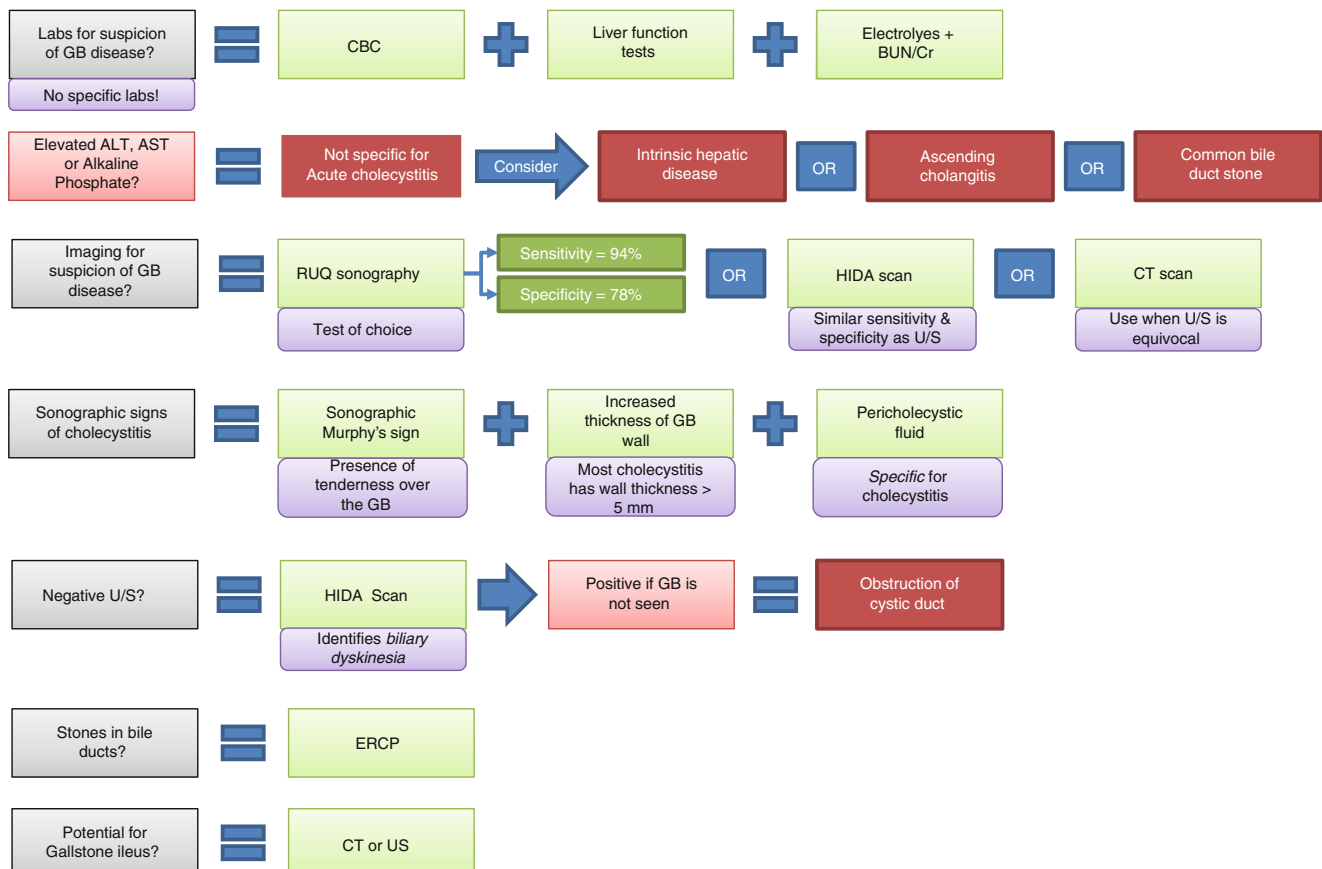 Labs for suspicion
of GB disease?
No specific labs!
CBC
Liver function
tests
Electrolyes +
BUN/Cr
Elevated ALT, AST
or Alkaline
Phosphate?
Not specific for
Acute cholecystitis
Consider
Intrinsic hepatic
disease
OR
Ascending
cholangitis
OR
Common bile
duct stone
Imaging for
suspicion of GB
disease?
RUQ sonography
Test of choice
Sensitivity = 94%
Specificity = 78%
OR
HIDA scan
Similar sensitivity &
specificity as U/S
OR
CT scan
Use when U/S is
equivocal
Sonographic signs
of cholecystitis
Sonographic
Murphy's sign
Presence of
tenderness over
the GB
Increased
thickness of GB
wall
Most cholecystitis
has wall thickness >
5 mm
Pericholecystic
fluid
Specific for
cholecystitis
Negative U/S?
HIDA Scan
Identifies biliary
dyskinesia
Positive if GB is
not seen
Obstruction of
cystic duct
Stones in bile
ducts?
ERCP
Potential for
Gallstone ileus?
CT or US